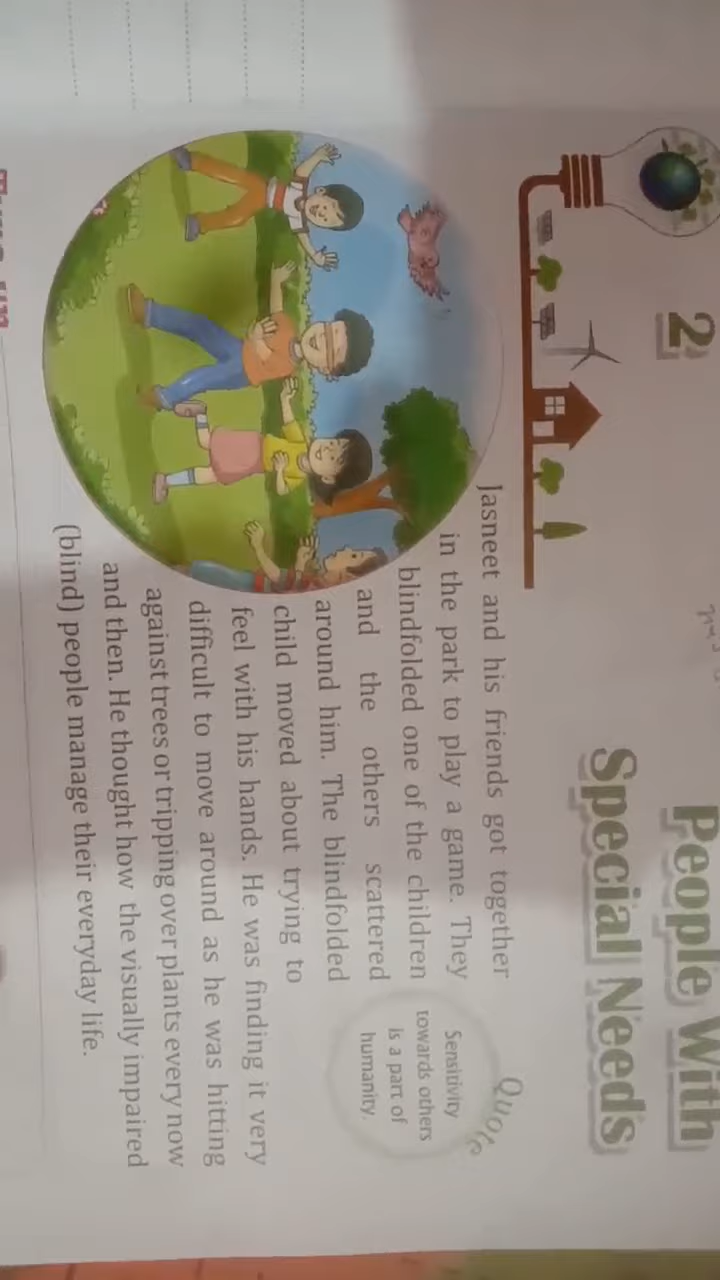 2
People With
Special Needs
Jasneet and his friends got together
in the park to play a game. They
blindfolded one of the children
and the others scattered
around him. The blindfolded
child moved about trying to
feel with his hands. He was finding it very
difficult to move around as he was hitting
against trees or tripping over plants every now
and then. He thought how the visually impaired
(blind) people manage their everyday life.
Quote
Sensitivity
towards others
is a part of
humanity.